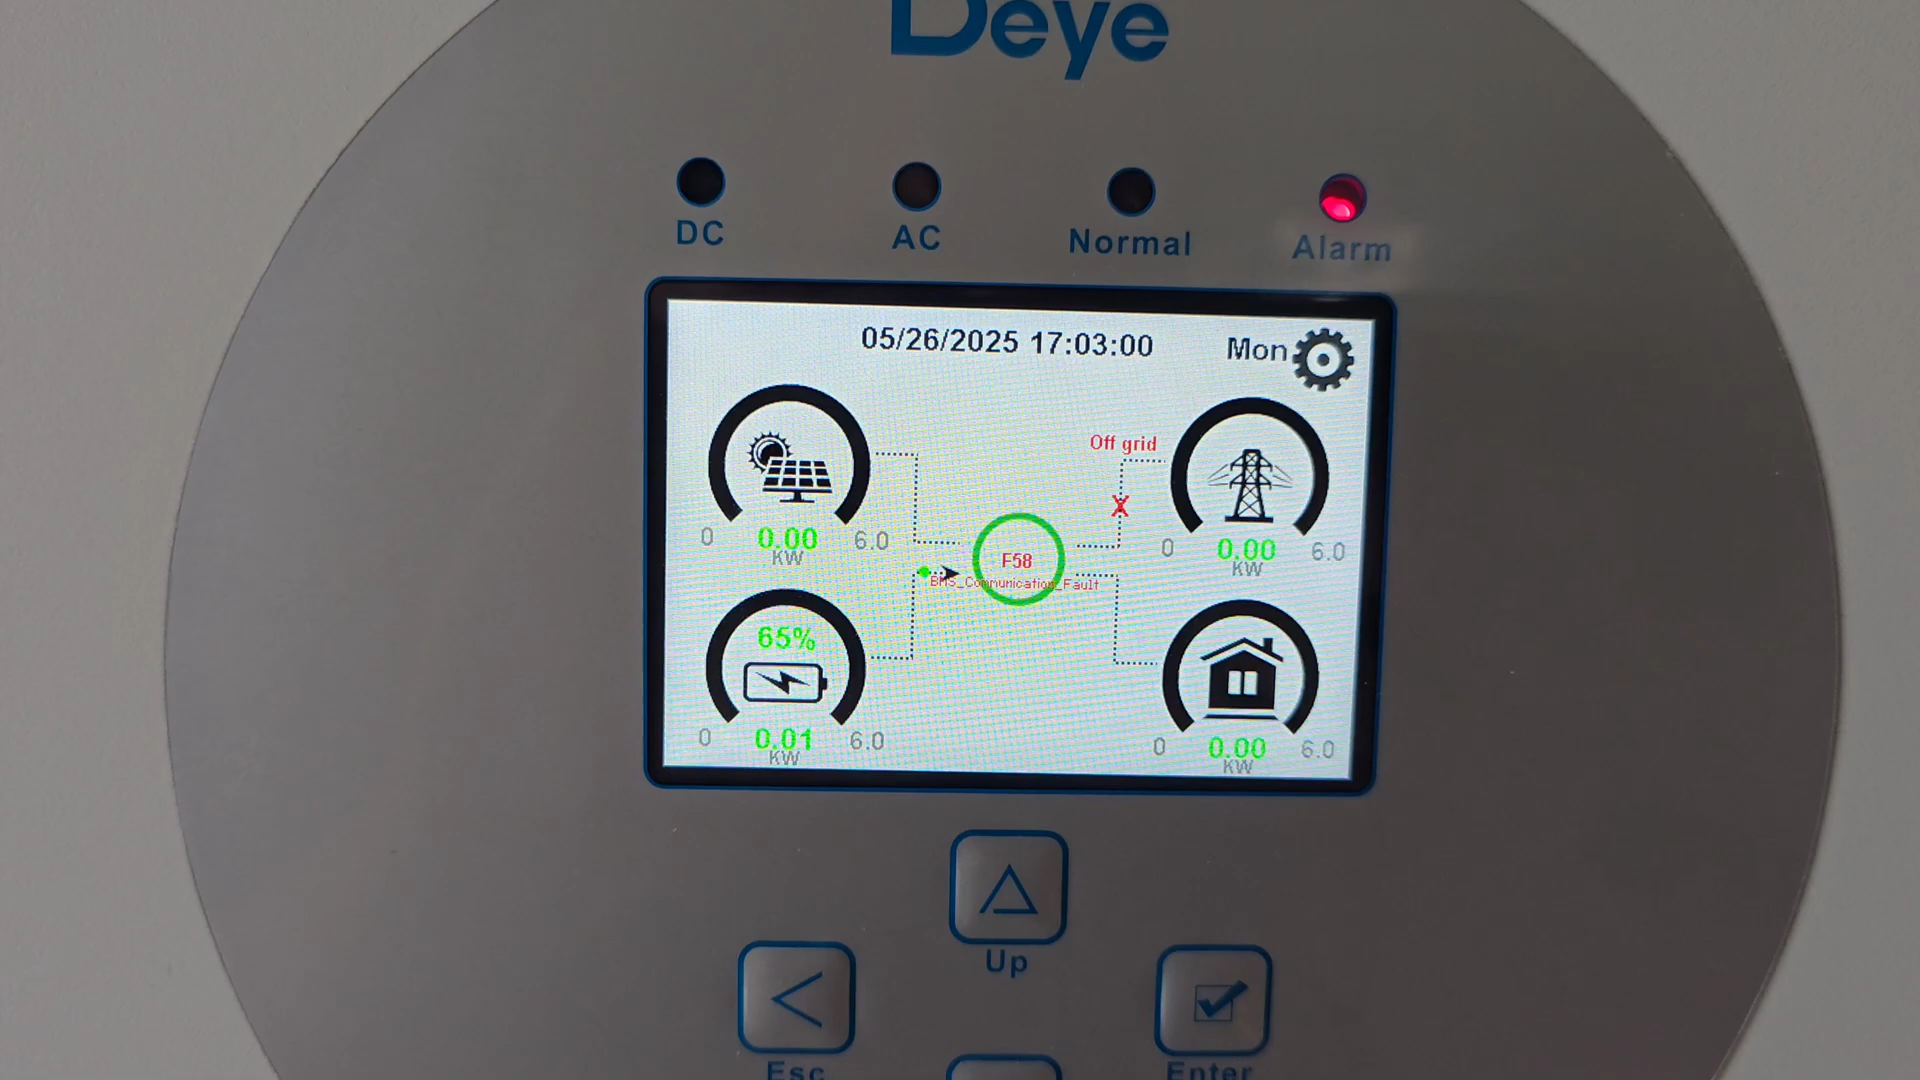 Deye
DC AC Normal Alarm
05/26/2025 17:03:00 Mon
Off grid
X
0 0.00 6.0
KW
0 0.00 6.0
KW
F58
BMS_Communication_Fault
65%
0 0.01 6.0
KW
0 0.00 6.0
KW
Up
Esc Enter